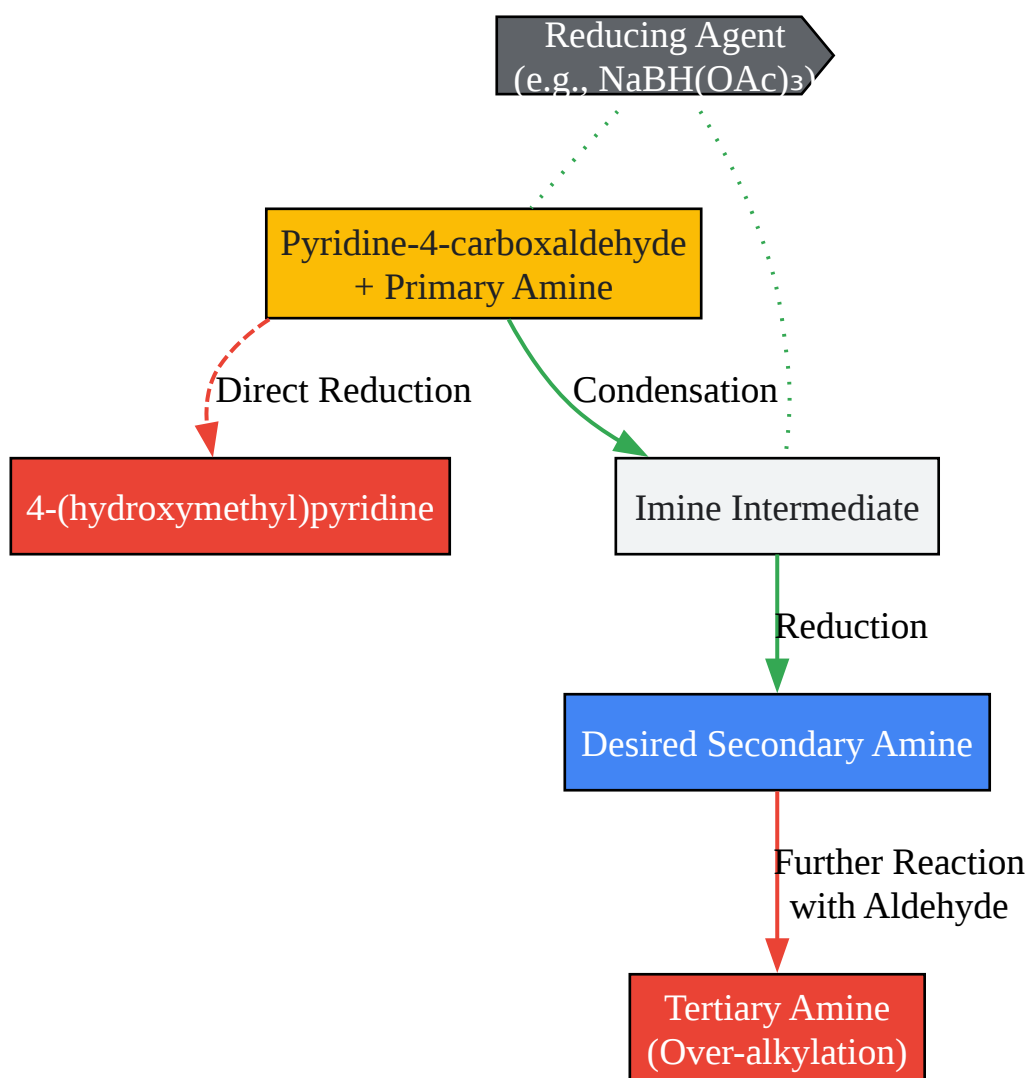 Reducing Agent
(e.g., NaBH(OAc)₃)
Pyridine-4-carboxaldehyde
+ Primary Amine
Direct Reduction
Condensation
4-(hydroxymethyl)pyridine
Imine Intermediate
Reduction
Desired Secondary Amine
Further Reaction
with Aldehyde
Tertiary Amine
(Over-alkylation)